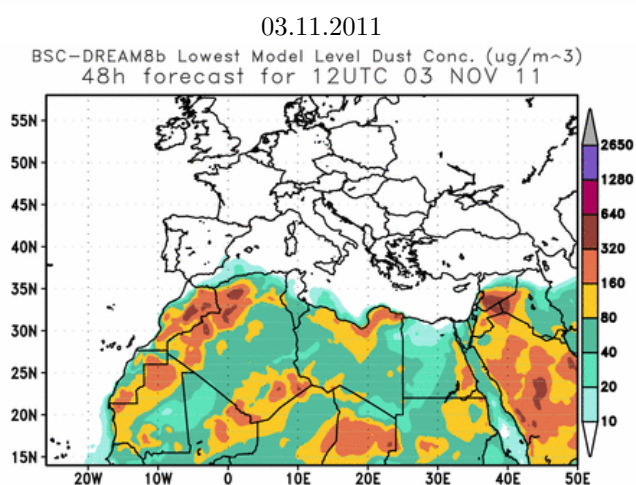 03.11.2011
BSC-DREAM8b Lowest Model Level Dust Conc. (ug/m^3)
48h forecast for 12UTC 03 NOV 11
55N
50N
45N
40N
35N
30N
25N
20N
15N
20W
10W
0
10E
20E
30E
40E
50E
2650
1280
640
320
160
80
40
20
10